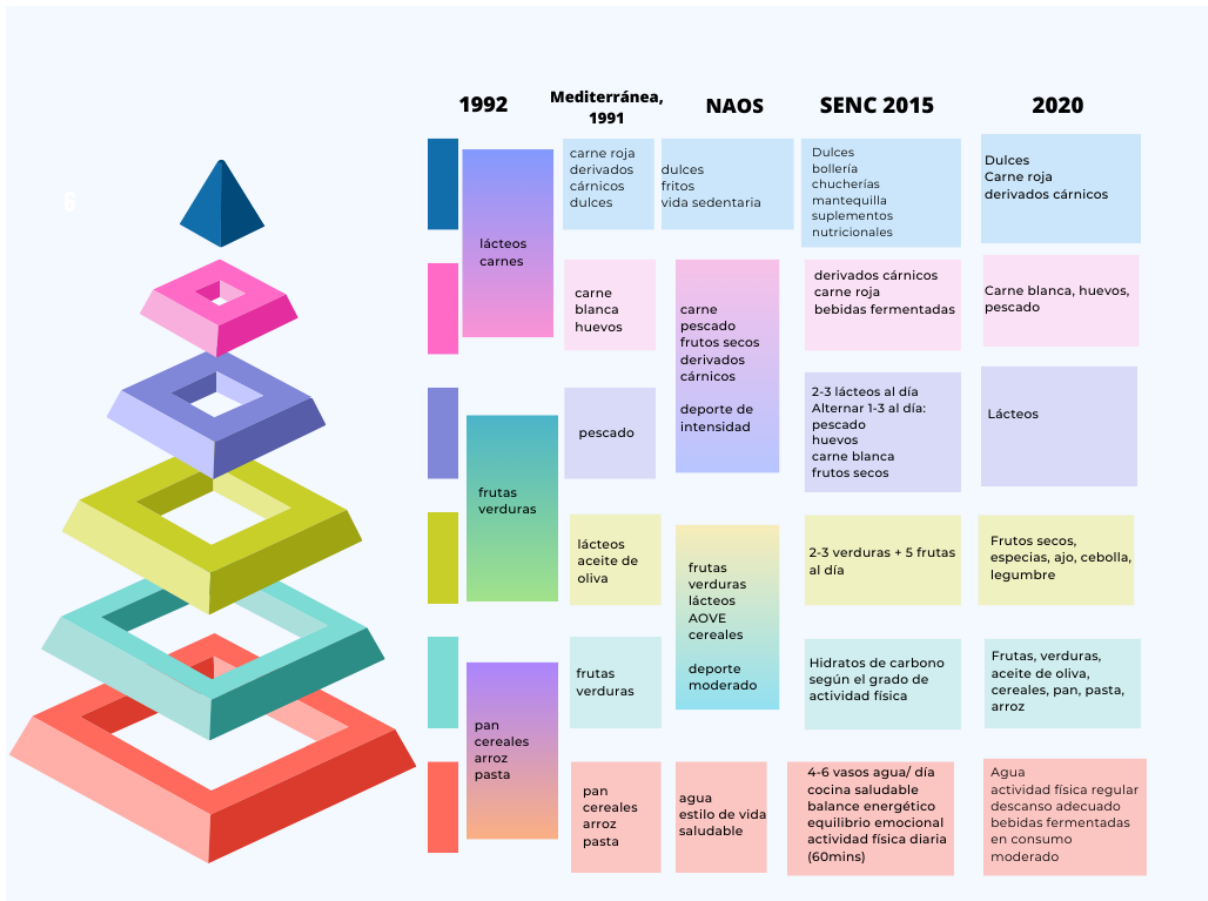 1992
Mediterránea,
1991
NAOS
SENC 2015
2020
6
lácteos
carnes
frutas
verduras
pan
cereales
arroz
pasta
carne roja
derivados
cárnicos
dulces
carne
blanca
huevos
pescado
lácteos
aceite de
oliva
frutas
verduras
pan
cereales
arroz
pasta
dulces
fritos
vida sedentaria
carne
pescado
frutos secos
derivados
cárnicos
deporte de
intensidad
frutas
verduras
lácteos
AOVE
cereales
deporte
moderado
agua
estilo de vida
saludable
Dulces
bollería
chucherías
mantequilla
suplementos
nutricionales
derivados cárnicos
carne roja
bebidas fermentadas
2-3 lácteos al día
Alternar 1-3 al día:
pescado
huevos
carne blanca
frutos secos
2-3 verduras + 5 frutas
al día
Hidratos de carbono
según el grado de
actividad física
4-6 vasos agua/ día
cocina saludable
balance energético
equilibrio emocional
actividad física diaria
(60mins)
Dulces
Carne roja
derivados cárnicos
Carne blanca, huevos,
pescado
Lácteos
Frutos secos,
especias, ajo, cebolla,
legumbre
Frutas, verduras,
aceite de oliva,
cereales, pan, pasta,
arroz
Agua
actividad física regular
descanso adecuado
bebidas fermentadas
en consumo
moderado